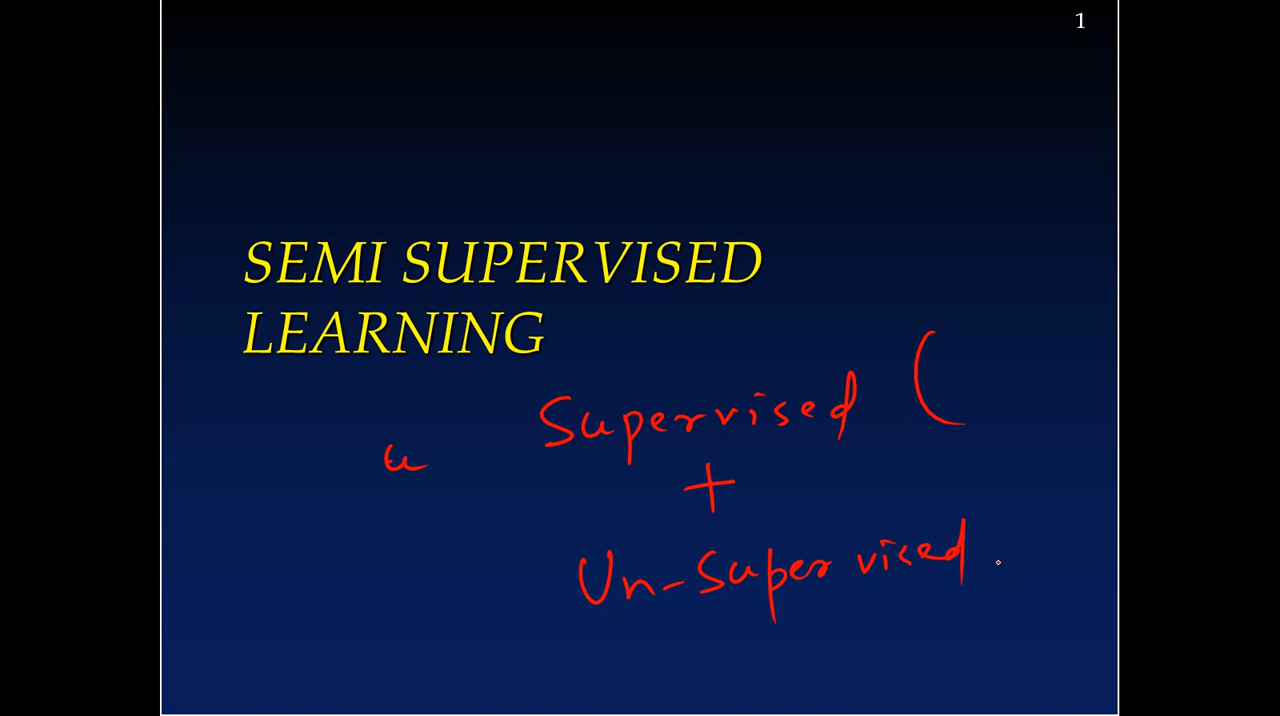 1
SEMI SUPERVISED
LEARNING
Supervised (
u
+
Un-Supervised